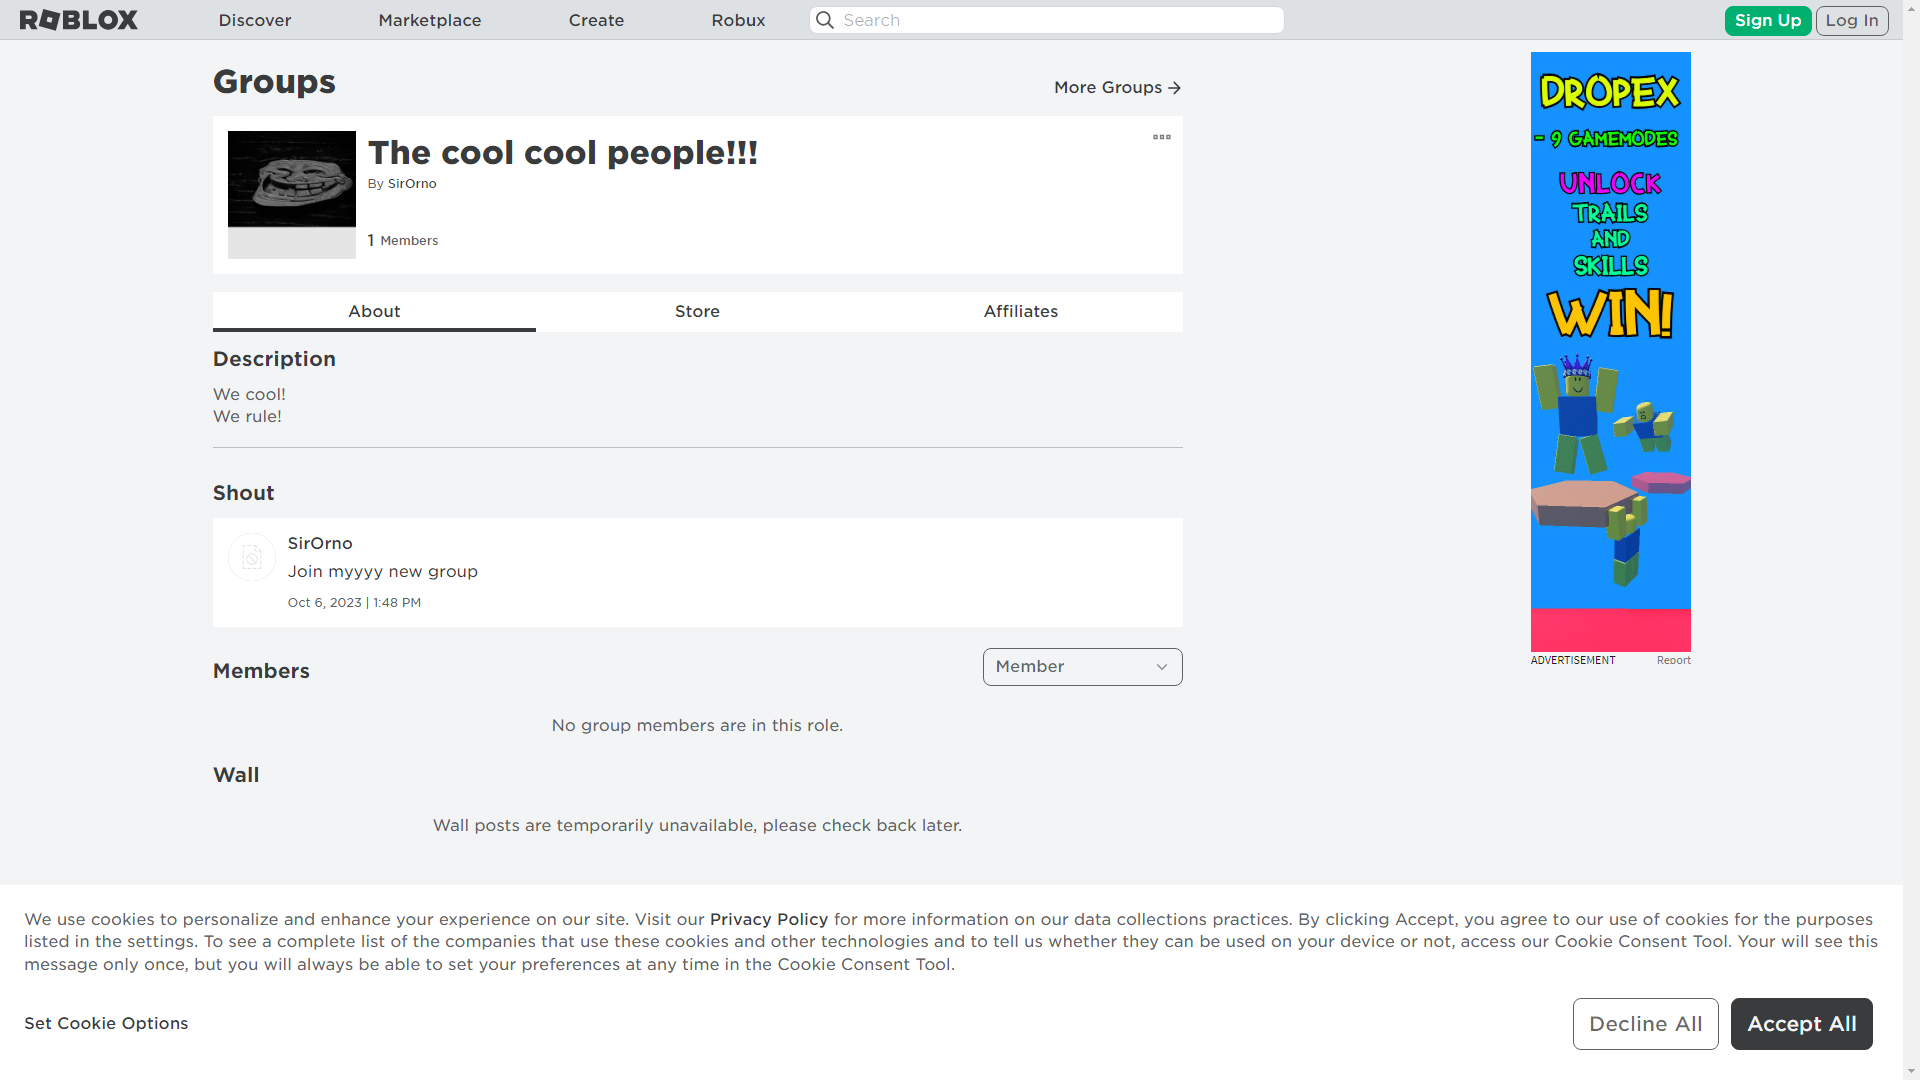 ROBLOX
Discover
Marketplace
Create
Robux
Search
Sign Up
Log In
Groups
More Groups
The cool cool people!!!
By SirOrno
1 Members
About
Store
Affiliates
Description
We cool!
We rule!
Shout
SirOrno
Join myyyy new group
Oct 6, 2023 | 1:48 PM
Members
Member
No group members are in this role.
Wall
Wall posts are temporarily unavailable, please check back later.
DROPEX
- 9 GAMEMODES
UNLOCK
TRAILS
AND
SKILLS
WIN!
ADVERTISEMENT
Report
We use cookies to personalize and enhance your experience on our site. Visit our Privacy Policy for more information on our data collections practices. By clicking Accept, you agree to our use of cookies for the purposes
listed in the settings. To see a complete list of the companies that use these cookies and other technologies and to tell us whether they can be used on your device or not, access our Cookie Consent Tool. Your will see this
message only once, but you will always be able to set your preferences at any time in the Cookie Consent Tool.
Set Cookie Options
Decline All
Accept All